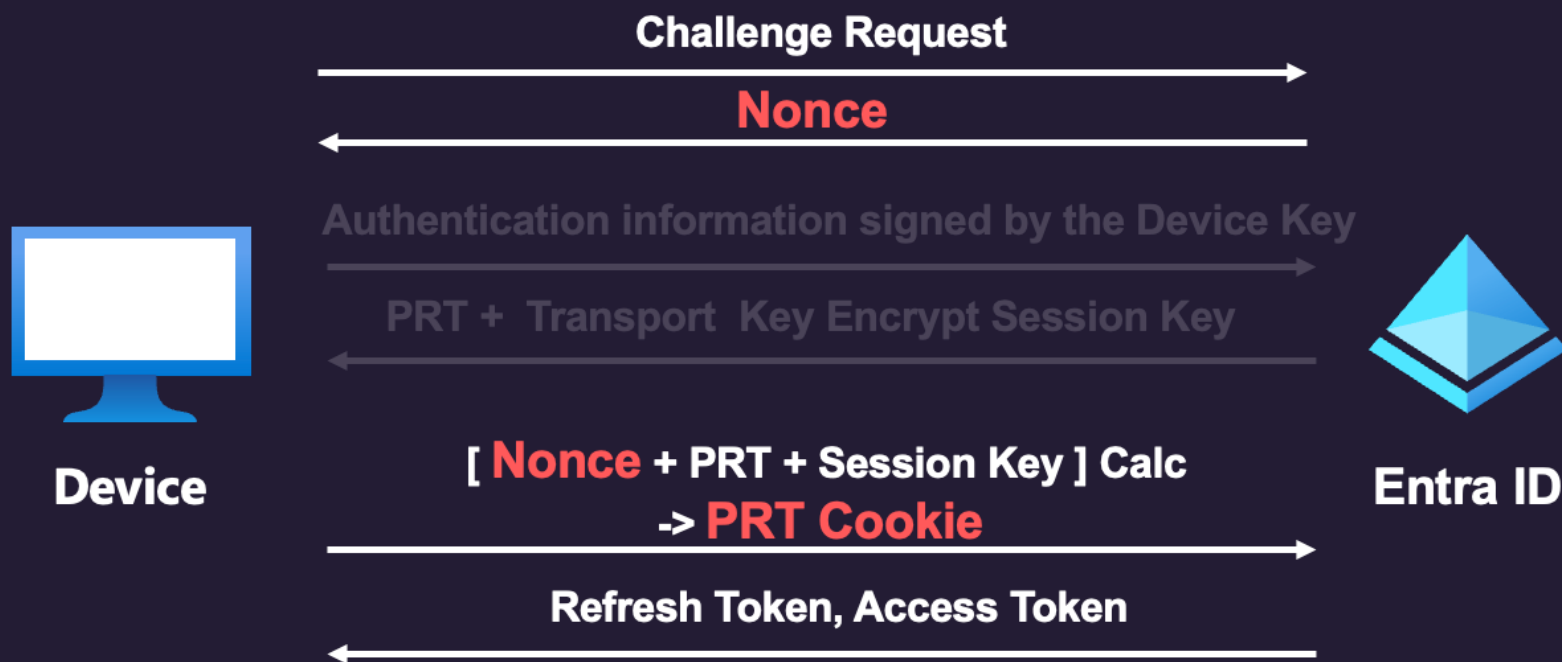 Challenge Request
Nonce
Authentication information signed by the Device Key
PRT + Transport Key Encrypt Session Key
[ Nonce + PRT + Session Key ] Calc
-> PRT Cookie
Device
Entra ID
Refresh Token, Access Token